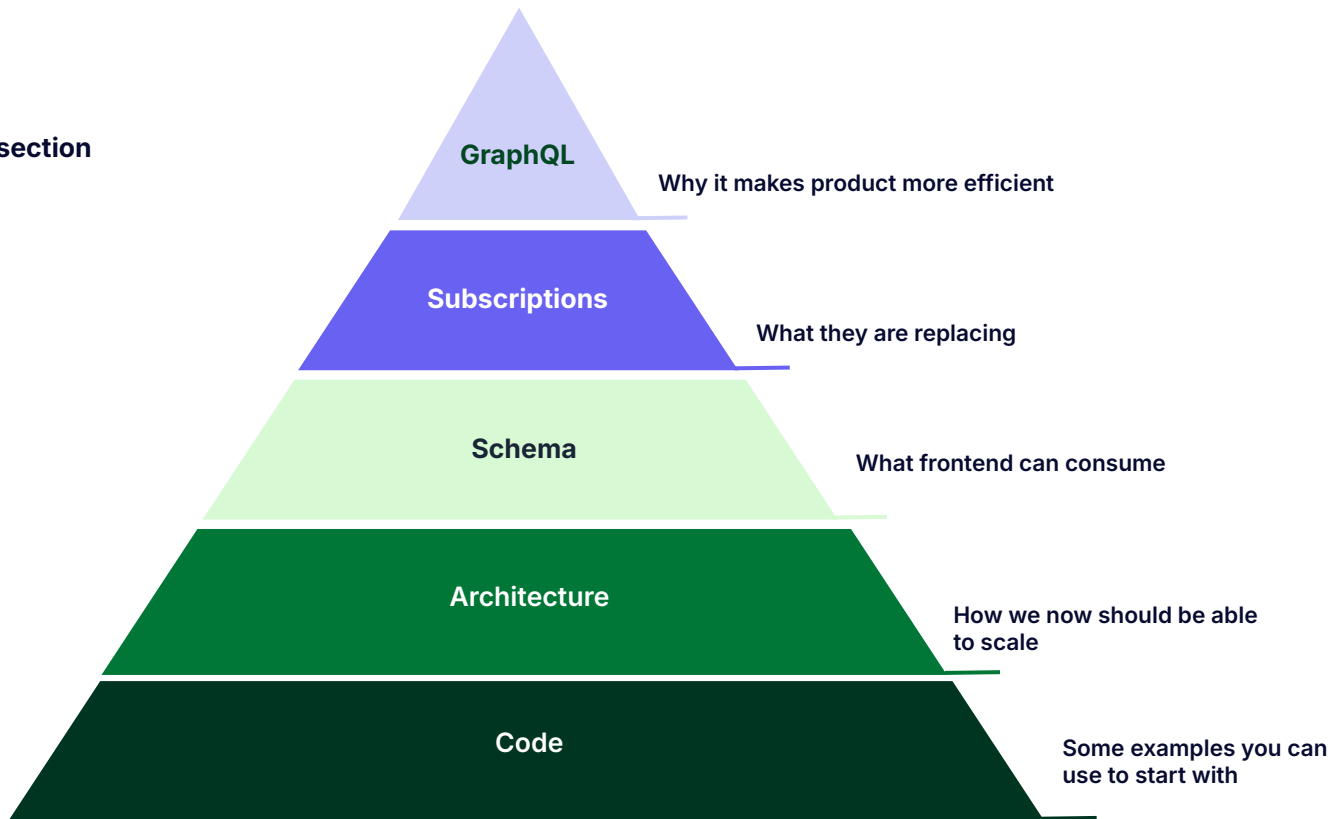 section
GraphQL
Why it makes product more efficient
Subscriptions
What they are replacing
Schema
What frontend can consume
Architecture
How we now should be able
to scale
Code
Some examples you can
use to start with